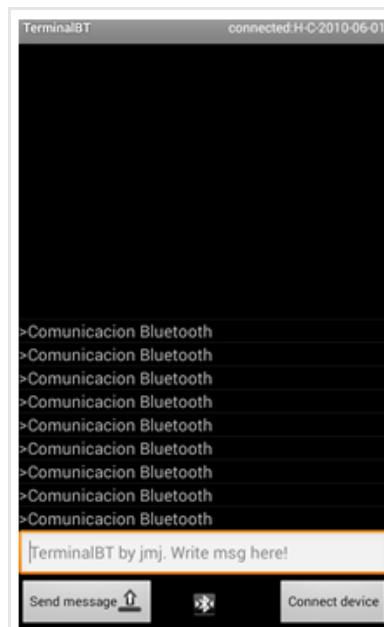 TerminalBT connected:H-C-2010-06-01
>Comunicacion Bluetooth
>Comunicacion Bluetooth
>Comunicacion Bluetooth
>Comunicacion Bluetooth
>Comunicacion Bluetooth
>Comunicacion Bluetooth
>Comunicacion Bluetooth
>Comunicacion Bluetooth
>Comunicacion Bluetooth
TerminalBT by jmj. Write msg here!
Send message Connect device